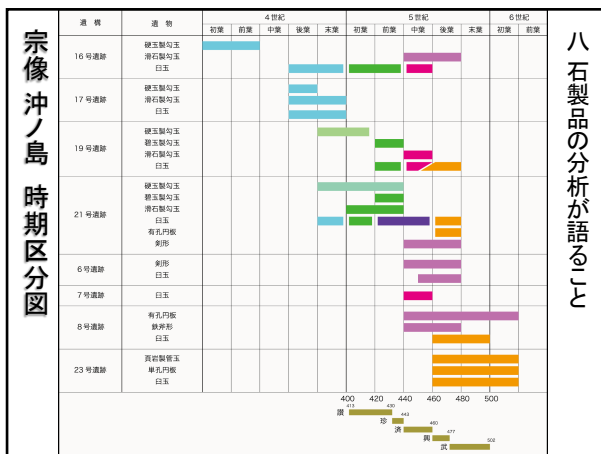 八 石製品の分析が語ること
宗像 沖ノ島 時期区分図
遺構 遺物 4世紀 5世紀 6世紀
初葉 前葉 中葉 後葉 末葉 初葉 前葉 中葉 後葉 末葉 初葉 前葉
16号遺跡
硬玉製勾玉
滑石製勾玉
臼玉
17号遺跡
硬玉製勾玉
滑石製勾玉
臼玉
19号遺跡
硬玉製勾玉
碧玉製勾玉
滑石製勾玉
臼玉
21号遺跡
硬玉製勾玉
碧玉製勾玉
滑石製勾玉
臼玉
有孔円板
剣形
6号遺跡
剣形
臼玉
7号遺跡
臼玉
8号遺跡
有孔円板
鉄斧形
臼玉
23号遺跡
頁岩製管玉
単孔円板
臼玉
400 420 440 460 480 500
讃 413 430
珍 443
済 460
興 477
武 502